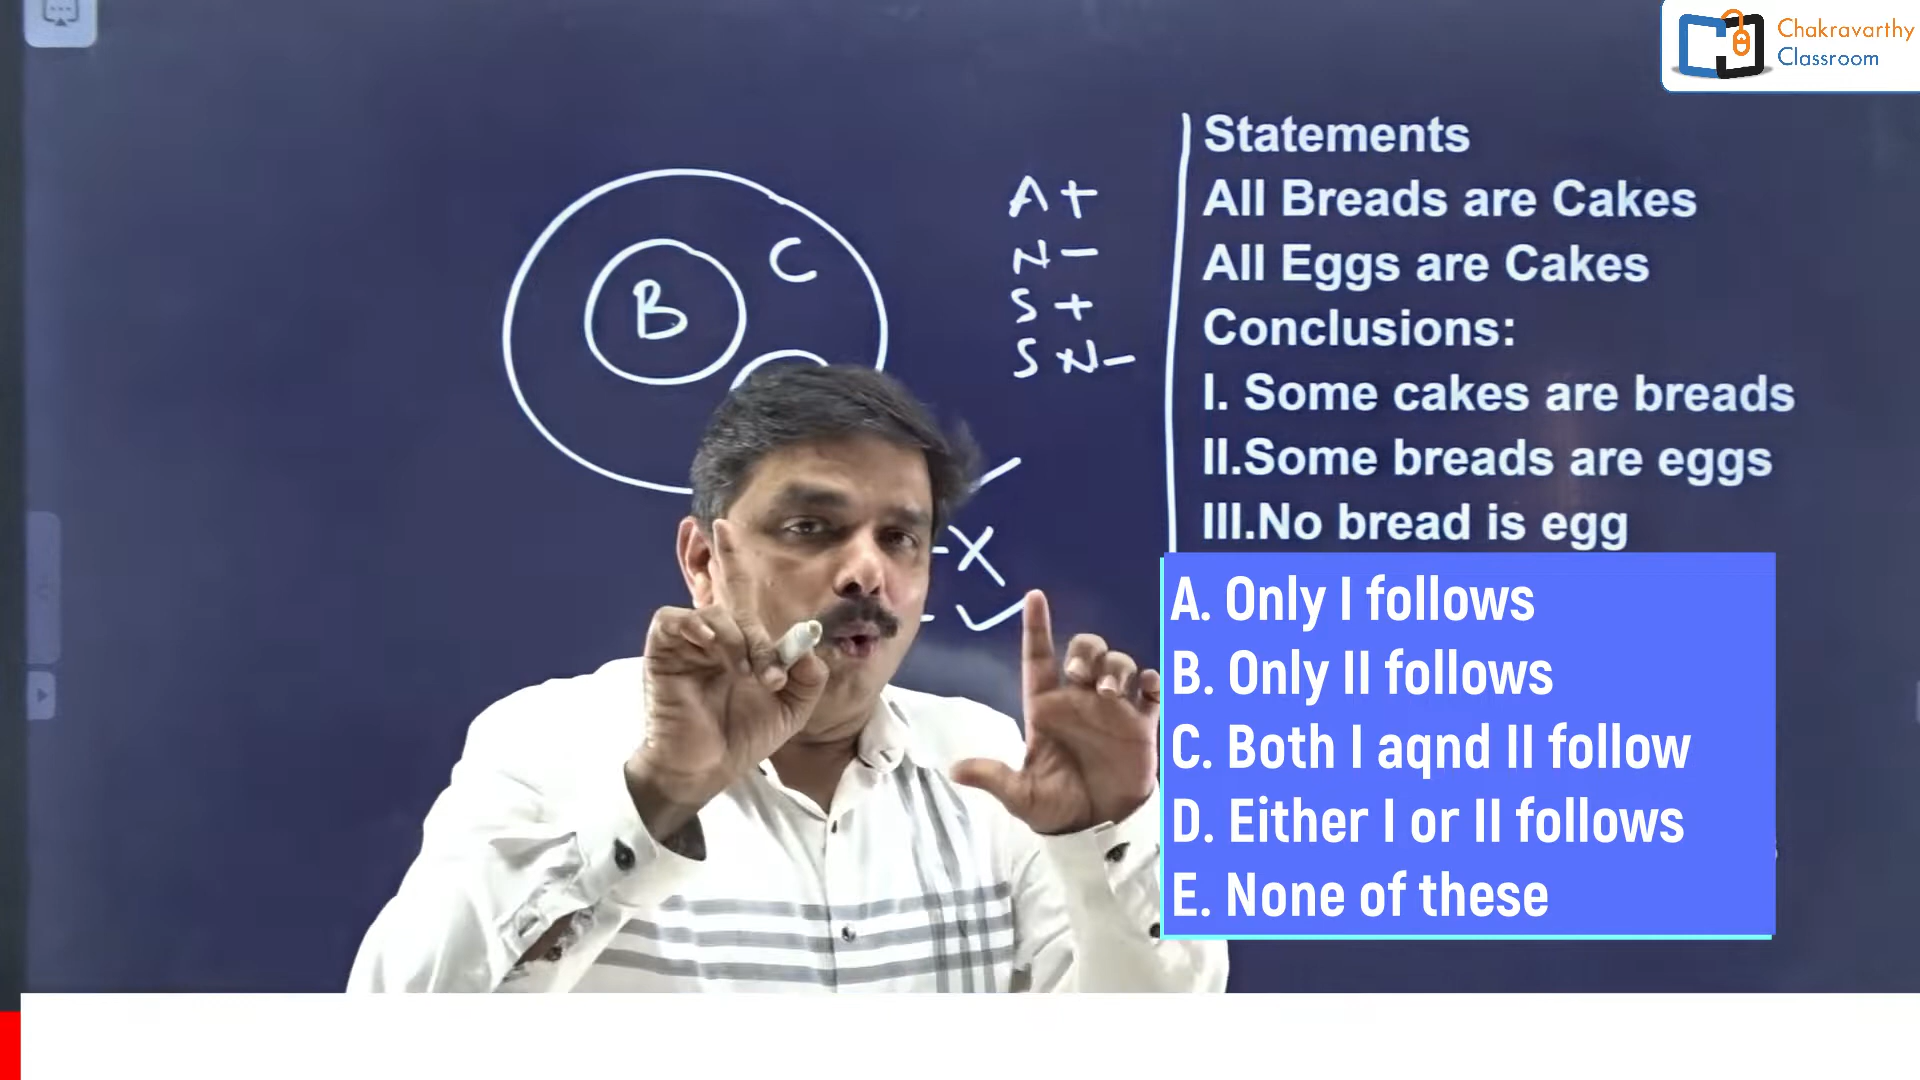 Chakravarthy
Classroom
Statements
All Breads are Cakes
All Eggs are Cakes
Conclusions:
I. Some cakes are breads
II.Some breads are eggs
III.No bread is egg
A +
N -
S +
S N -
B
C
A. Only I follows
B. Only II follows
C. Both I aqnd II follow
D. Either I or II follows
E. None of these